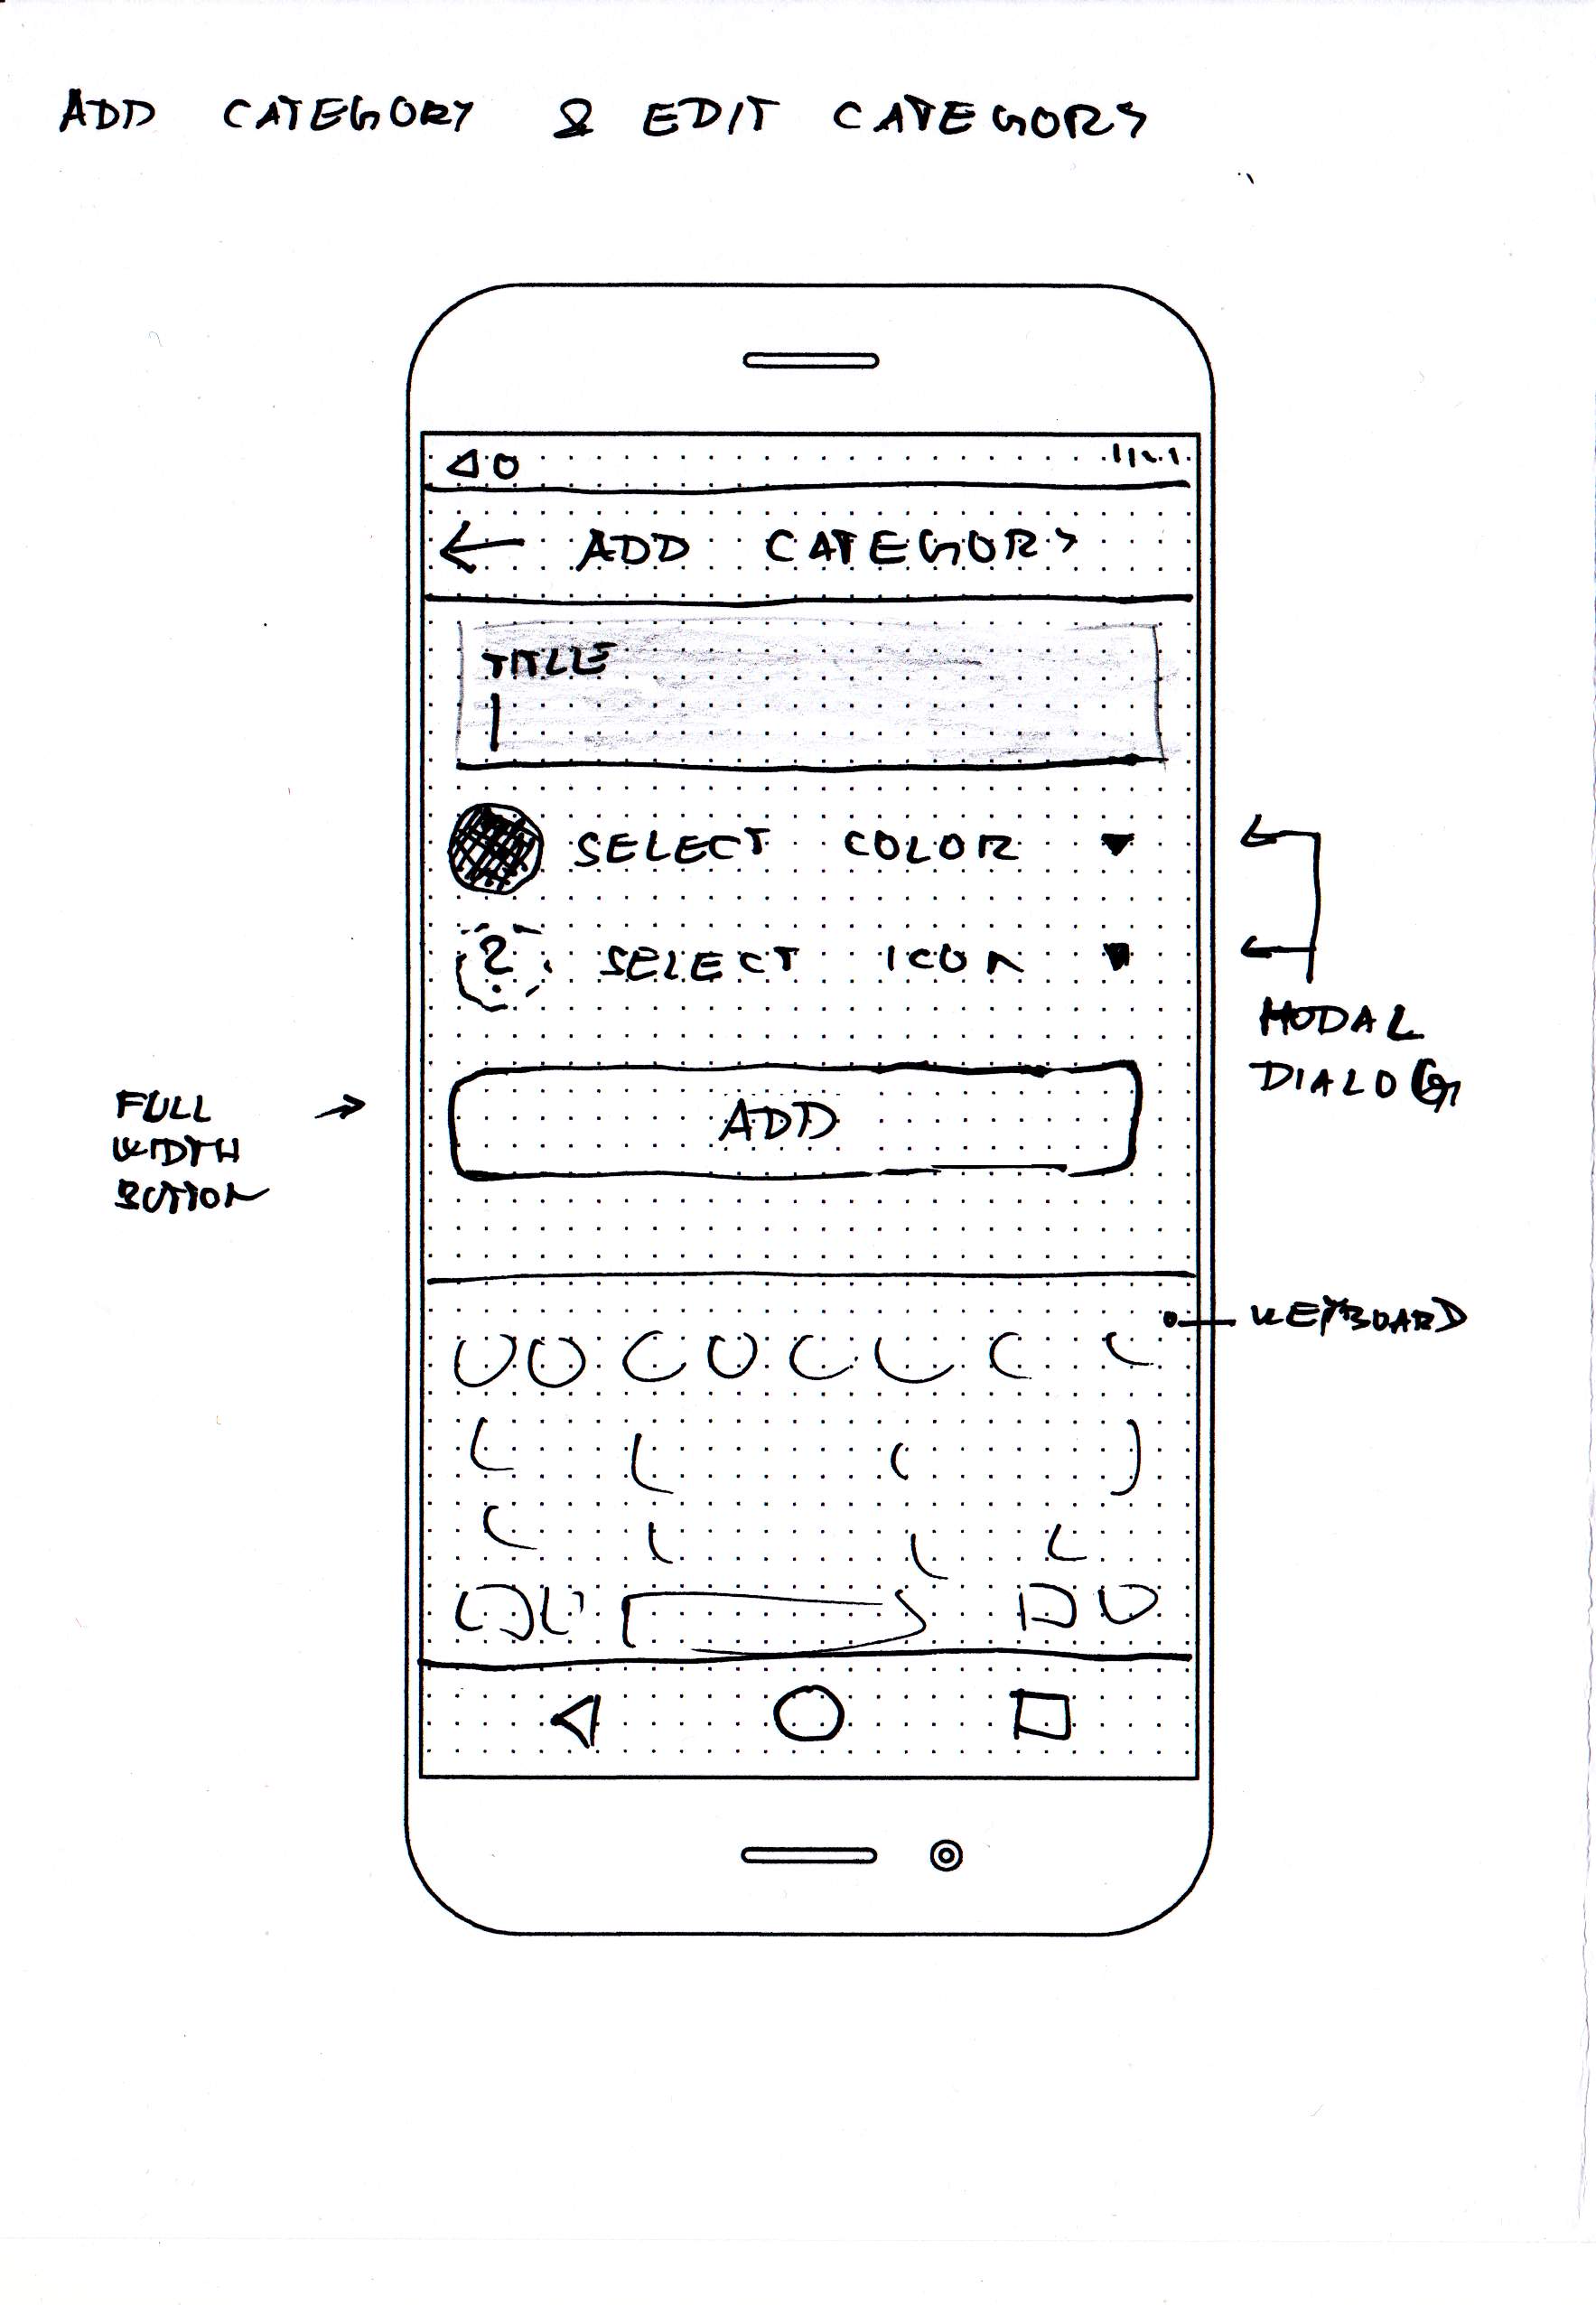 ADD CATEGORY & EDIT CATEGORY
← ADD CATEGORY
TITLE
SELECT COLOR ▼
? SELECT ICON ▼
MODAL
DIALOG
FULL →
WIDTH
BUTTON
ADD
KEYBOARD